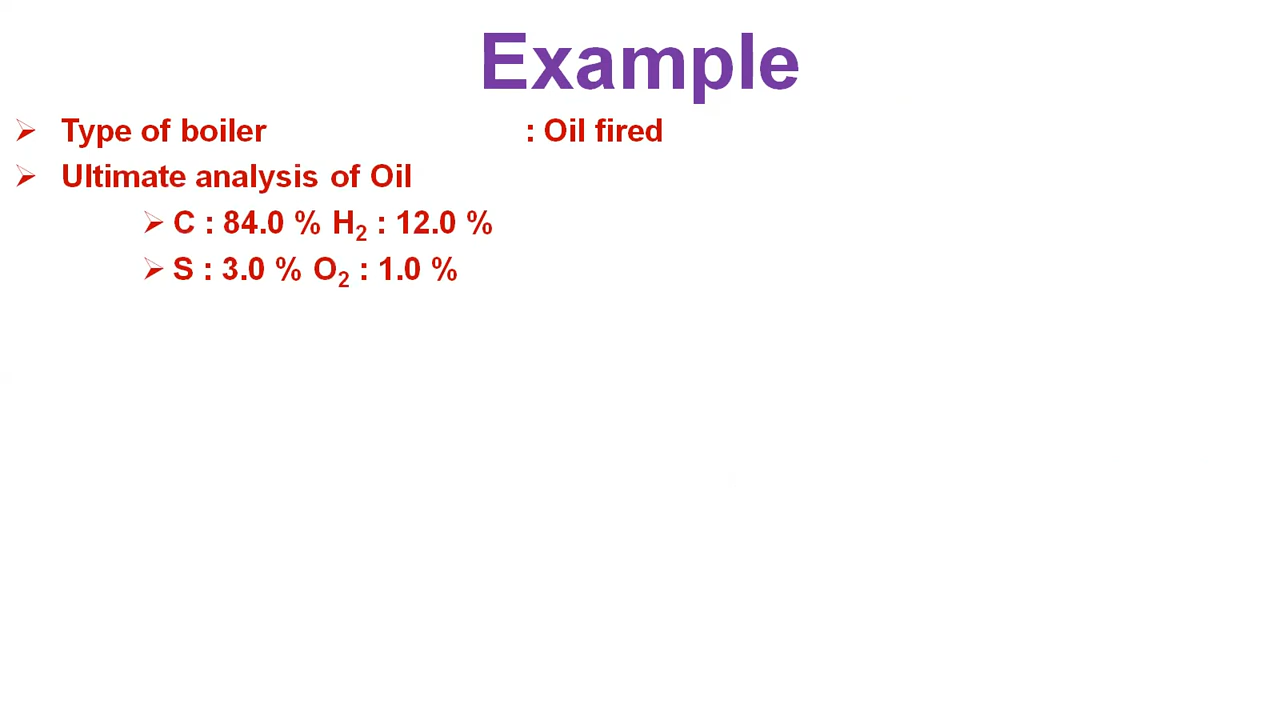 Example
Type of boiler : Oil fired
Ultimate analysis of Oil
C : 84.0 % H₂ : 12.0 %
S : 3.0 % O₂ : 1.0 %